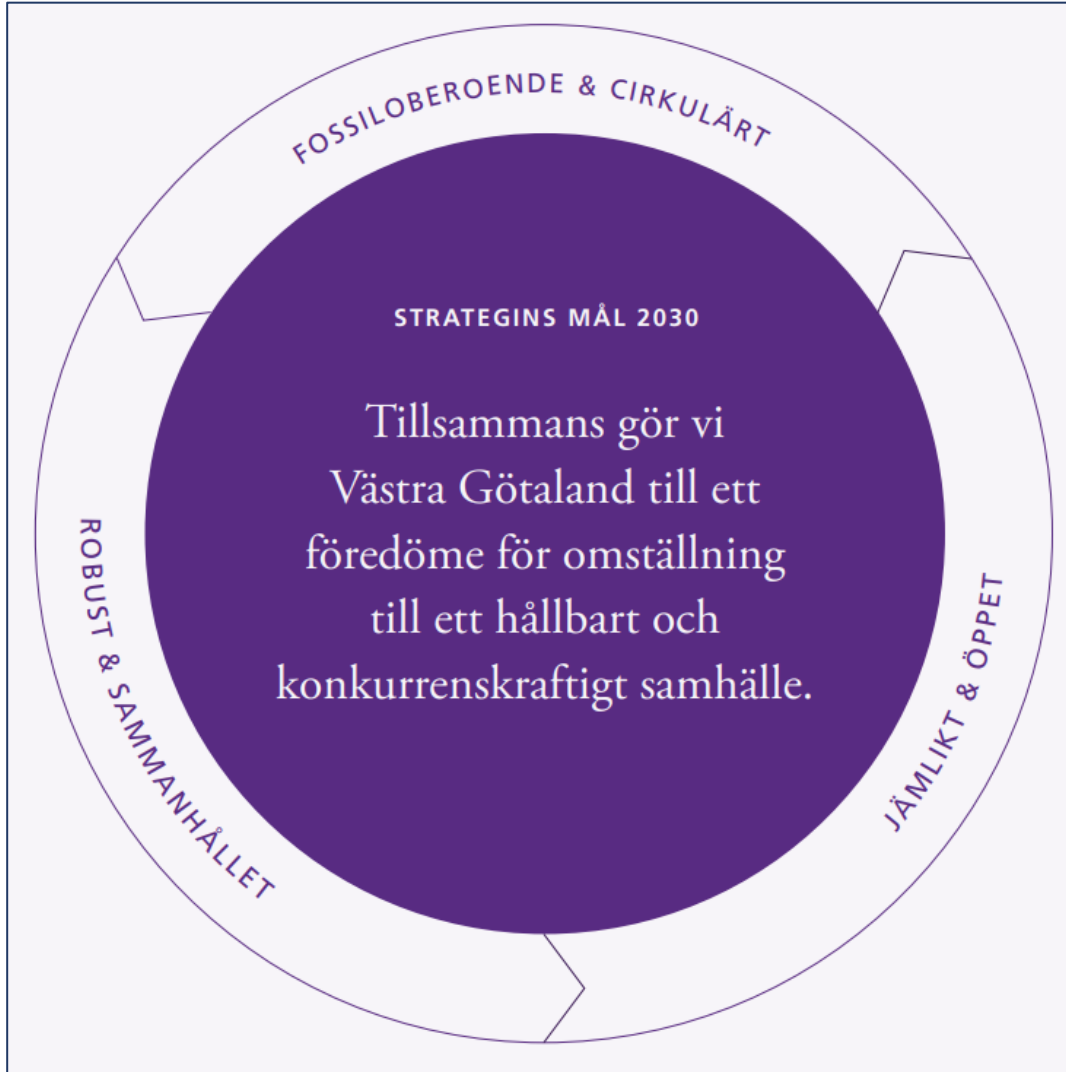 FOSSILOBEROENDE & CIRKULÄRT
STRATEGINS MÅL 2030
Tillsammans gör vi
Västra Götaland till ett
föredöme för omställning
till ett hållbart och
konkurrenskraftigt samhälle.
ROBUST & SAMMANHÅLLET
JÄMLIKT & ÖPPET